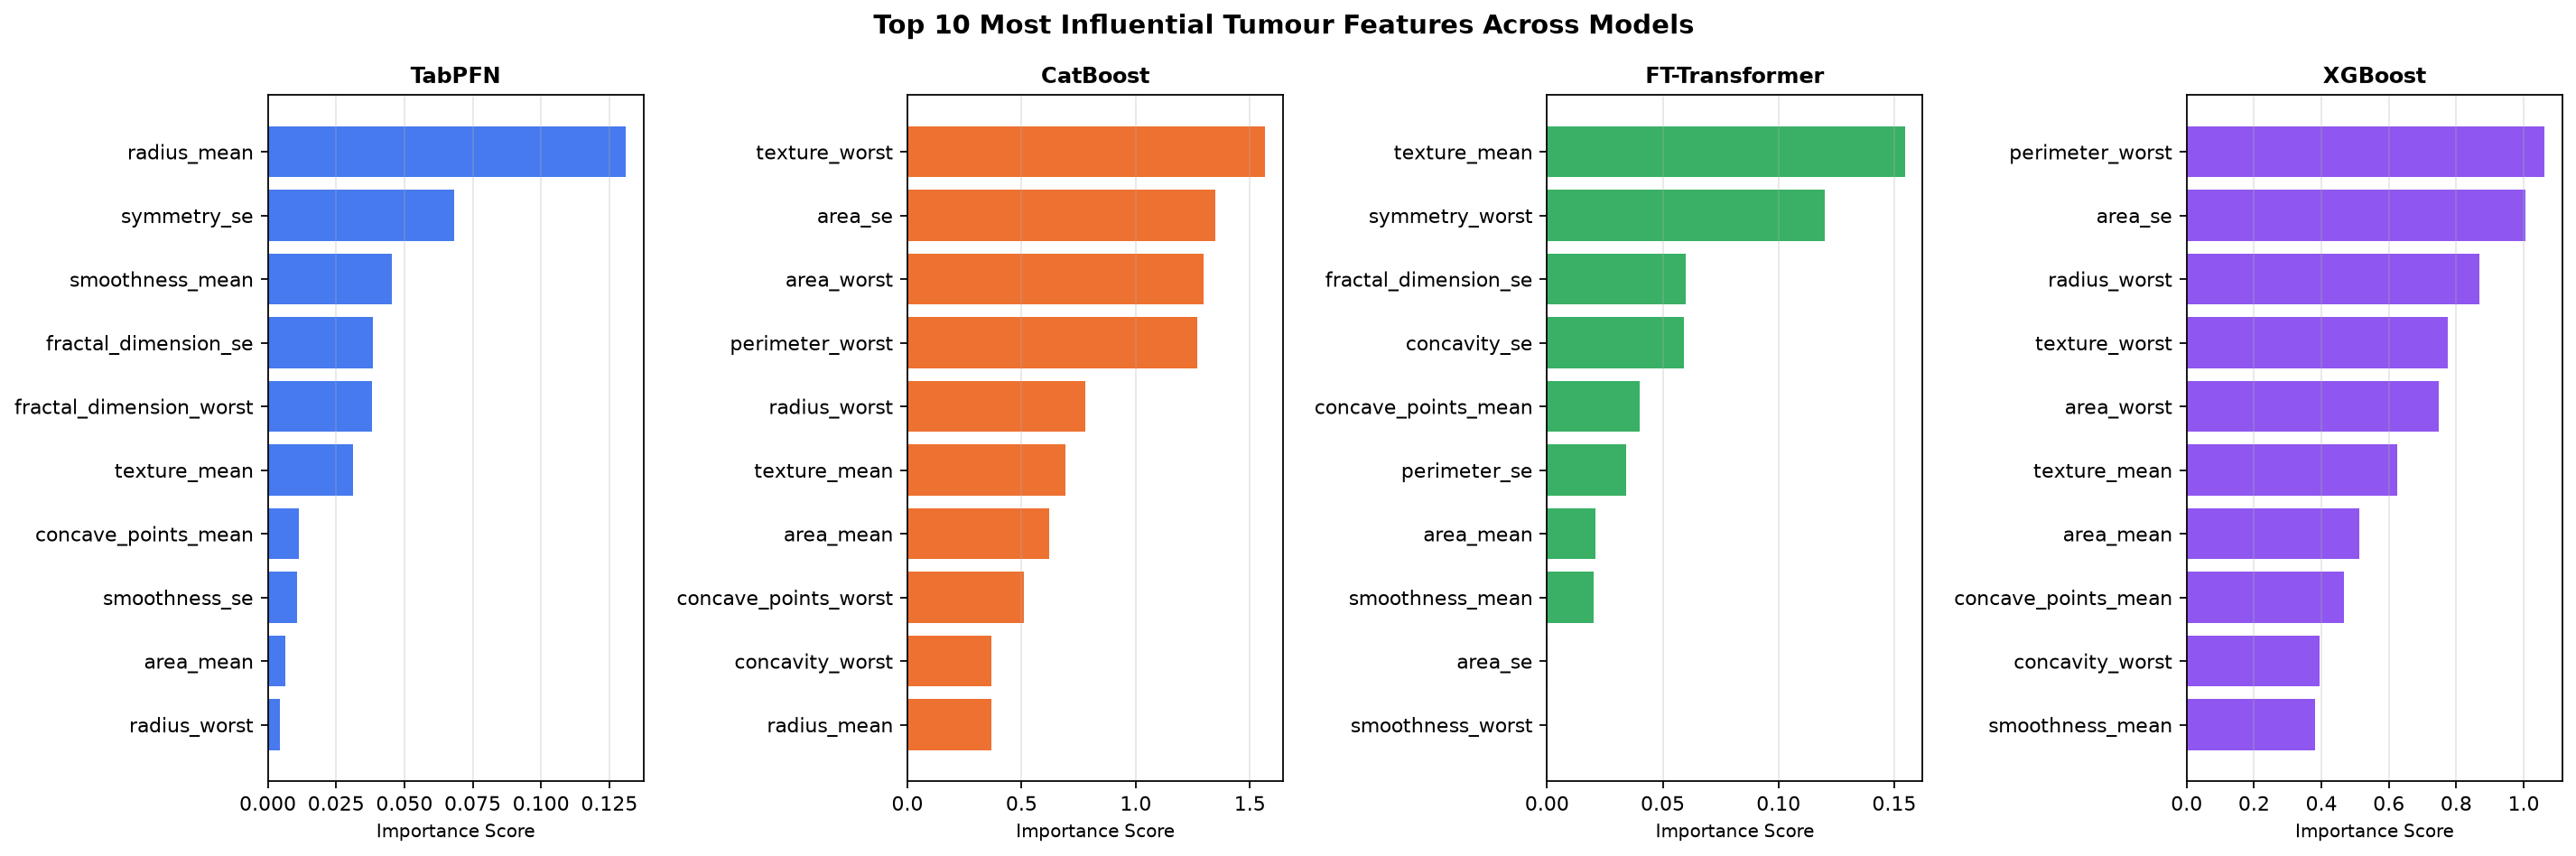 Top 10 Most Influential Tumour Features Across Models
TabPFN
radius_mean
symmetry_se
smoothness_mean
fractal_dimension_se
fractal_dimension_worst
texture_mean
concave_points_mean
smoothness_se
area_mean
radius_worst
0.000 0.025 0.050 0.075 0.100 0.125
Importance Score
CatBoost
texture_worst
area_se
area_worst
perimeter_worst
radius_worst
texture_mean
area_mean
concave_points_worst
concavity_worst
radius_mean
0.0 0.5 1.0 1.5
Importance Score
FT-Transformer
texture_mean
symmetry_worst
fractal_dimension_se
concavity_se
concave_points_mean
perimeter_se
area_mean
smoothness_mean
area_se
smoothness_worst
0.00 0.05 0.10 0.15
Importance Score
XGBoost
perimeter_worst
area_se
radius_worst
texture_worst
area_worst
texture_mean
area_mean
concave_points_mean
concavity_worst
smoothness_mean
0.0 0.2 0.4 0.6 0.8 1.0
Importance Score